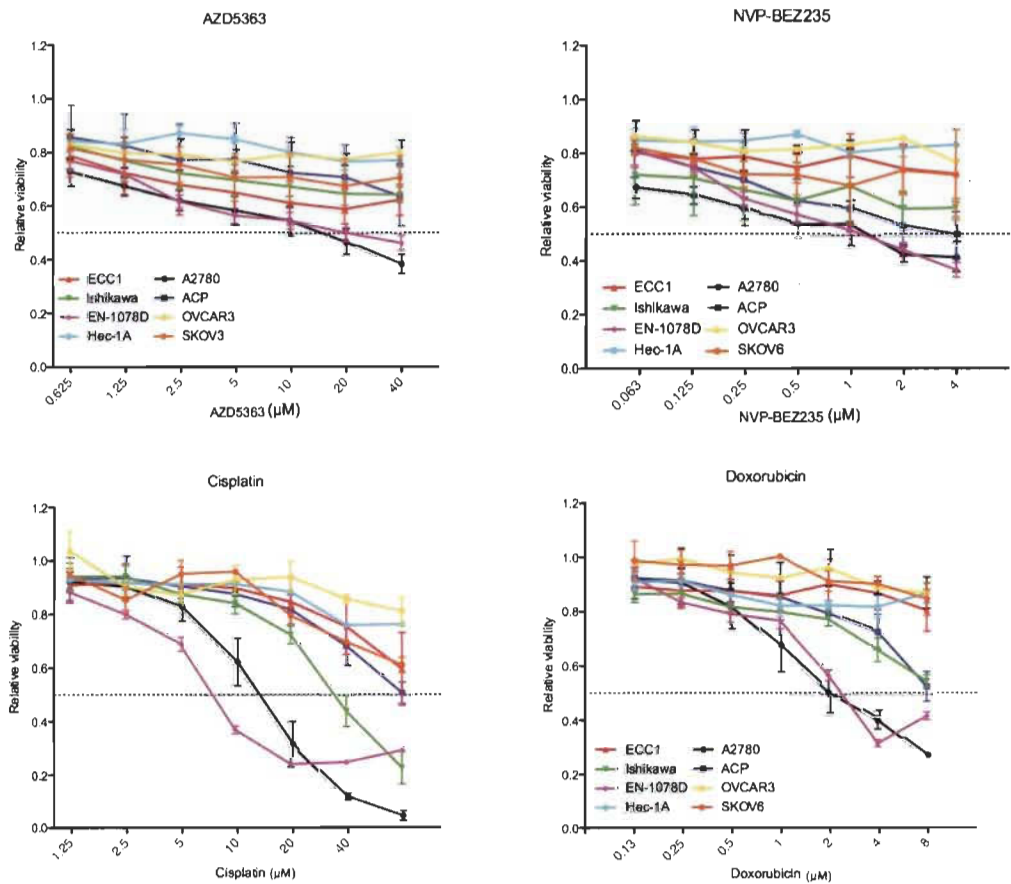 AZD5363
1.2
1.0
0.8
0.6
0.4
0.2
0.0
Relative viability
ECC1
Ishikawa
EN-1078D
Hec-1A
A2780
ACP
OVCAR3
SKOV3
0.625
1.25
2.5
5
10
20
40
AZD5363 (µM)
NVP-BEZ235
1.2
1.0
0.8
0.6
0.4
0.2
0.0
Relative viability
ECC1
Ishikawa
EN-1078D
Hec-1A
A2780
ACP
OVCAR3
SKOV6
0.063
0.125
0.25
0.5
1
2
4
NVP-BEZ235 (µM)
Cisplatin
1.2
1.0
0.8
0.6
0.4
0.2
0.0
Relative viability
1.25
2.5
5
10
20
40
Cisplatin (µM)
Doxorubicin
1.2
1.0
0.8
0.6
0.4
0.2
0.0
Relative viability
ECC1
Ishikawa
EN-1078D
Hec-1A
A2780
ACP
OVCAR3
SKOV6
0.13
0.25
0.5
1
2
4
8
Doxorubicin (µM)